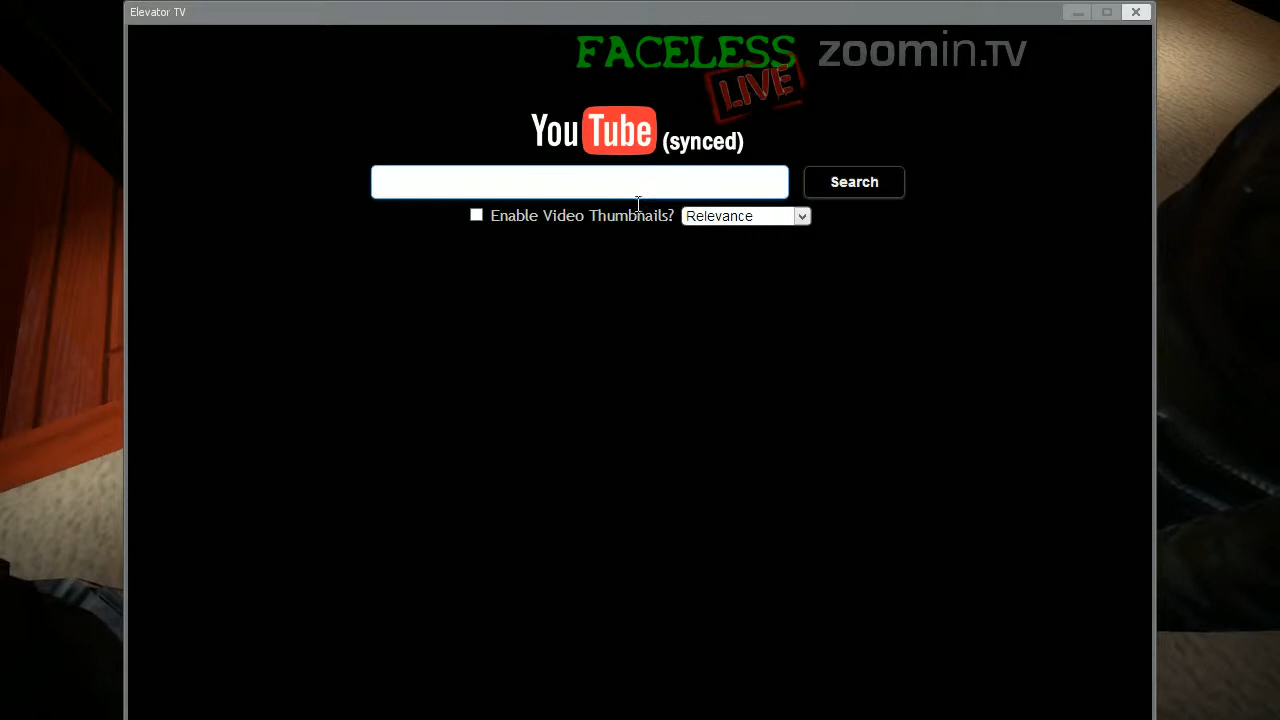 Elevator TV
FACELESS zoomin.TV
LIVE
YouTube (synced)
Search
Enable Video Thumbnails? Relevance